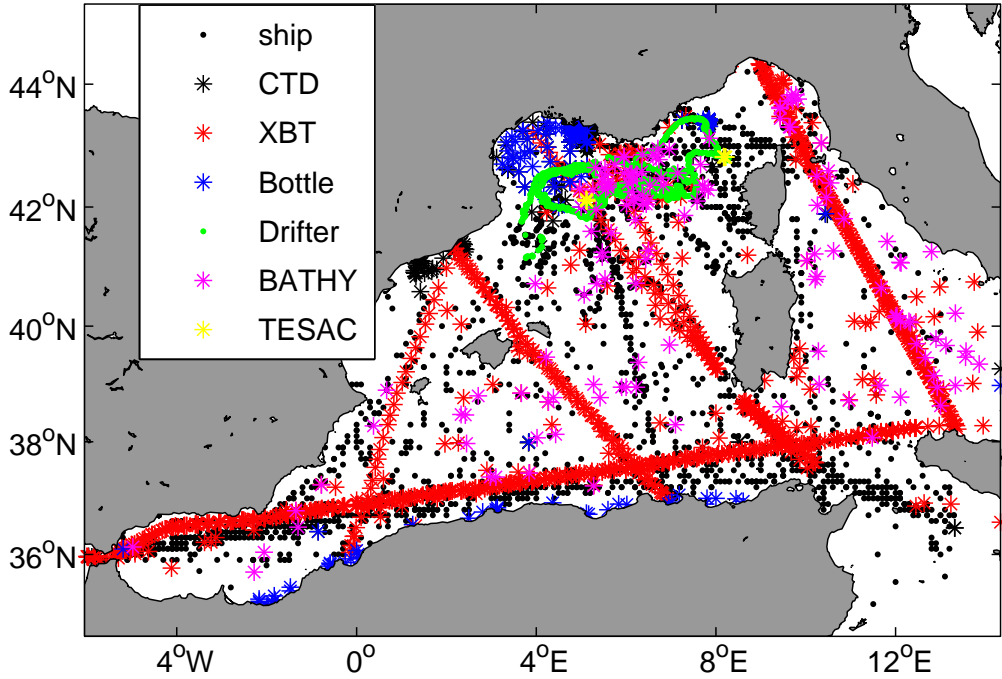 ship
CTD
XBT
Bottle
Drifter
BATHY
TESAC
44°N
42°N
40°N
38°N
36°N
4°W
0°
4°E
8°E
12°E